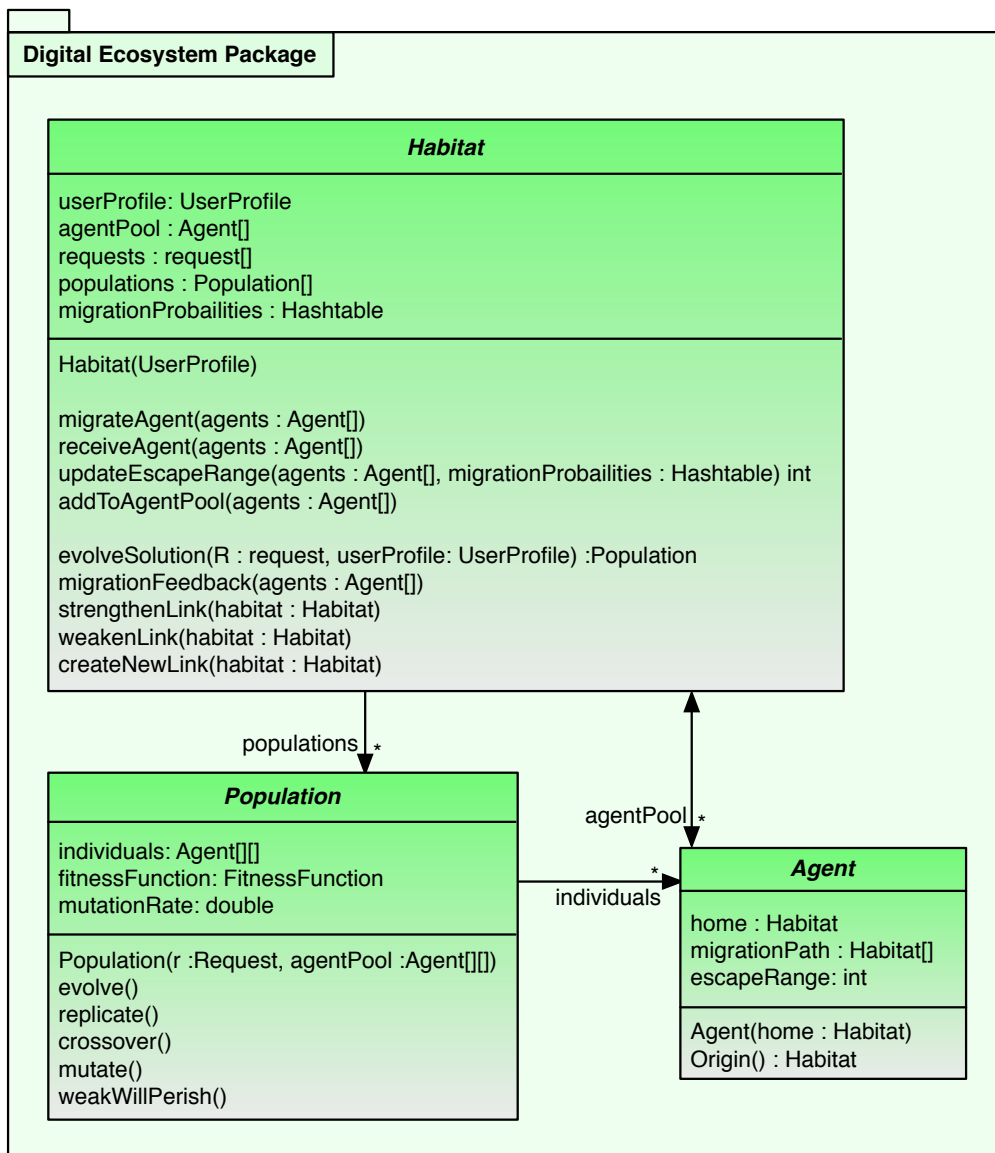 Digital Ecosystem Package
Habitat
userProfile: UserProfile
agentPool : Agent[]
requests : request[]
populations : Population[]
migrationProbailities : Hashtable
Habitat(UserProfile)
migrateAgent(agents : Agent[])
receiveAgent(agents : Agent[])
updateEscapeRange(agents : Agent[], migrationProbailities : Hashtable) int
addToAgentPool(agents : Agent[])
evolveSolution(R : request, userProfile: UserProfile) :Population
migrationFeedback(agents : Agent[])
strengthenLink(habitat : Habitat)
weakenLink(habitat : Habitat)
createNewLink(habitat : Habitat)
populations *
agentPool *
Population
individuals: Agent[][]
fitnessFunction: FitnessFunction
mutationRate: double
Population(r :Request, agentPool :Agent[][])
evolve()
replicate()
crossover()
mutate()
weakWillPerish()
*
individuals
Agent
home : Habitat
migrationPath : Habitat[]
escapeRange: int
Agent(home : Habitat)
Origin() : Habitat